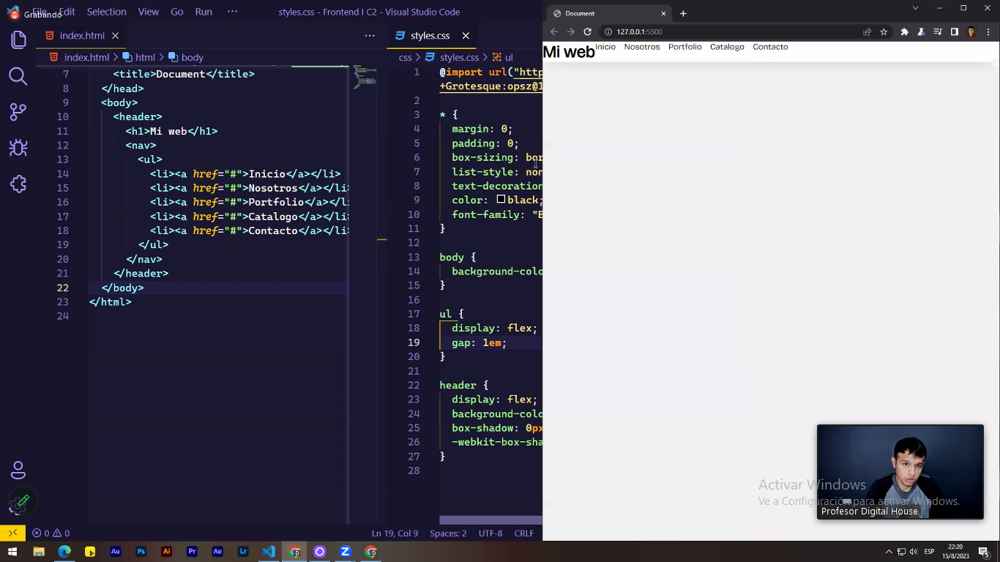 Grabando
File Edit Selection View Go Run ··· styles.css - Frontend I C2 - Visual Studio Code
index.html
index.html > html > body
7 <title>Document</title>
8 </head>
9 <body>
10 <header>
11 <h1>Mi web</h1>
12 <nav>
13 <ul>
14 <li><a href="#">Inicio</a></li>
15 <li><a href="#">Nosotros</a></li>
16 <li><a href="#">Portfolio</a></li>
17 <li><a href="#">Catalogo</a></li>
18 <li><a href="#">Contacto</a></li>
19 </ul>
20 </nav>
21 </header>
22 </body>
23 </html>
24
styles.css
css > styles.css > ul
1 @import url("http
+Grotesque:opsz@1
2
3 * {
4 margin: 0;
5 padding: 0;
6 box-sizing: bor
7 list-style: non
8 text-decoration
9 color: black;
10 font-family: "B
11 }
12
13 body {
14 background-colo
15 }
16
17 ul {
18 display: flex;
19 gap: 1em;
20 }
21
22 header {
23 display: flex;
24 background-colo
25 box-shadow: 0px
26 -webkit-box-sha
27 }
28
0 0 Ln 19, Col 9 Spaces: 2 UTF-8 CRLF
Document
127.0.0.1:5500
Mi web Inicio Nosotros Portfolio Catalogo Contacto
Activar Windows
Ve a Configuración para activar Windows.
Profesor Digital House
Au Ps Ai Pr Ae Lr
ESP
22:20
15/8/2023
5